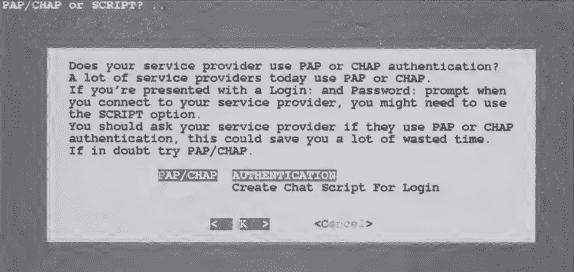 PAP/CHAP or SCRIPT?
Does your service provider use PAP or CHAP authentication?
A lot of service providers today use PAP or CHAP.
If you're presented with a Login: and Password: prompt when
you connect to your service provider, you might need to use
the SCRIPT option.
You should ask your service provider if they use PAP or CHAP
authentication, this could save you a lot of wasted time.
If in doubt try PAP/CHAP.
PAP/CHAP AUTHENTICATION
Create Chat Script For Login
< K > <Cancel>